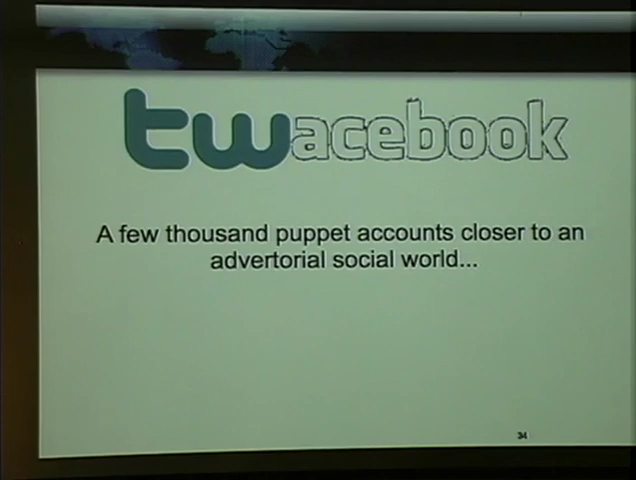 twacebook
A few thousand puppet accounts closer to an
advertorial social world...
34